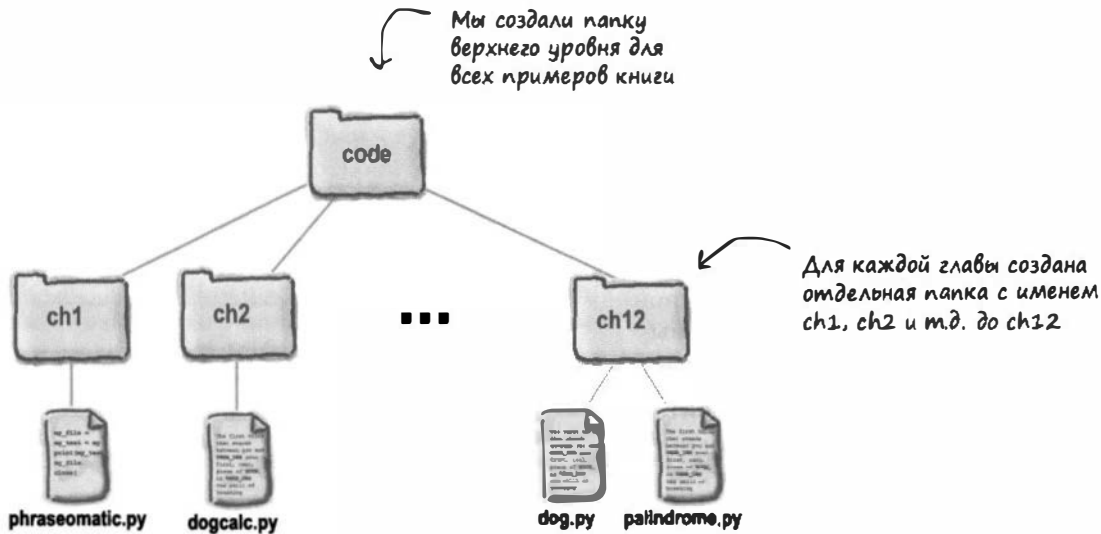 Мы создали папку
верхнего уровня для
всех примеров книги
code
Для каждой главы создана
отдельная папка с именем
ch1, ch2 и т.д. до ch12
ch1
ch2
...
ch12
my_file =
phraseomatic.py
dogcalc.py
dog.py
palindrome.py